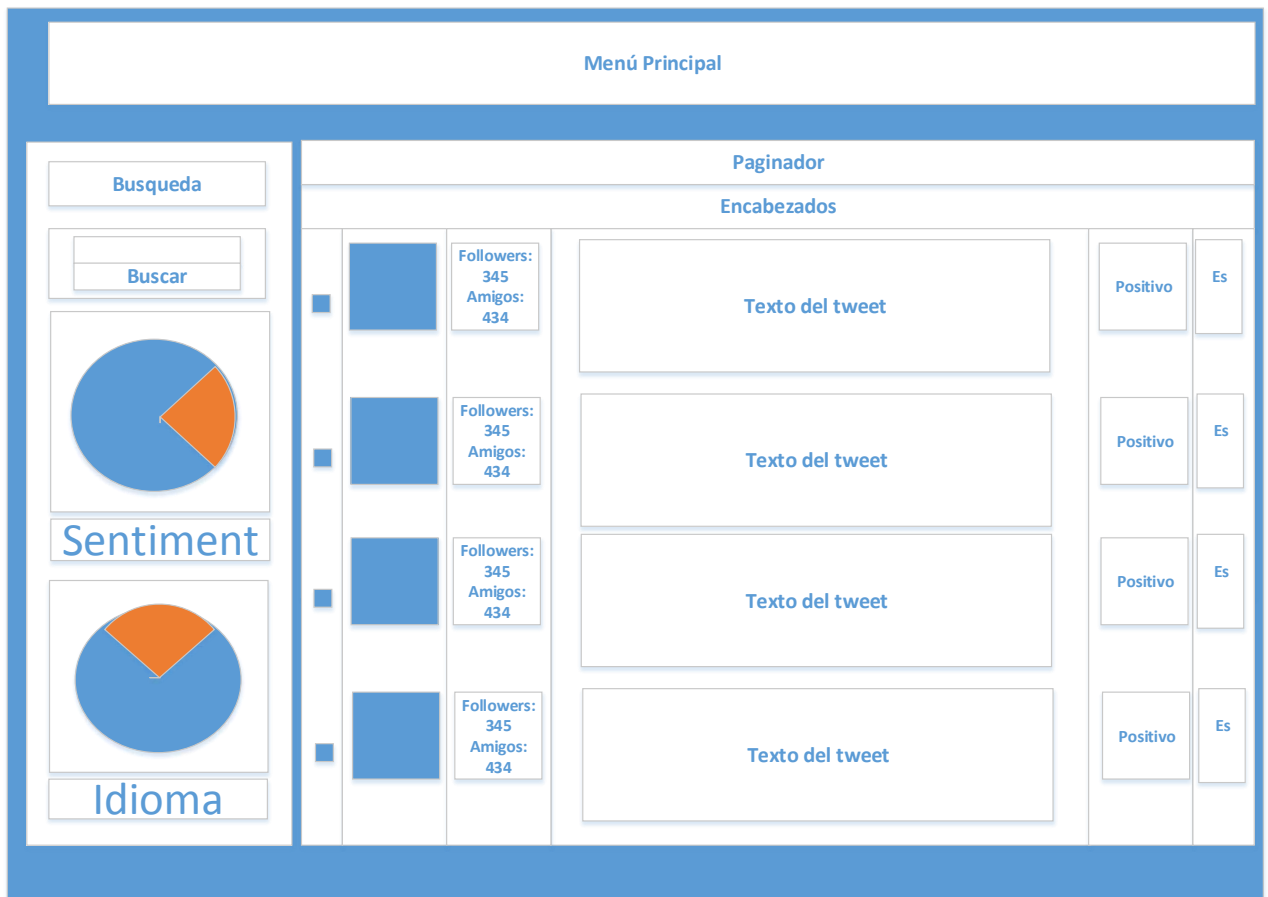 Menú Principal
Busqueda
Buscar
Sentiment
Idioma
Paginador
Encabezados
Followers:
345
Amigos:
434
Texto del tweet
Positivo
Es
Followers:
345
Amigos:
434
Texto del tweet
Positivo
Es
Followers:
345
Amigos:
434
Texto del tweet
Positivo
Es
Followers:
345
Amigos:
434
Texto del tweet
Positivo
Es